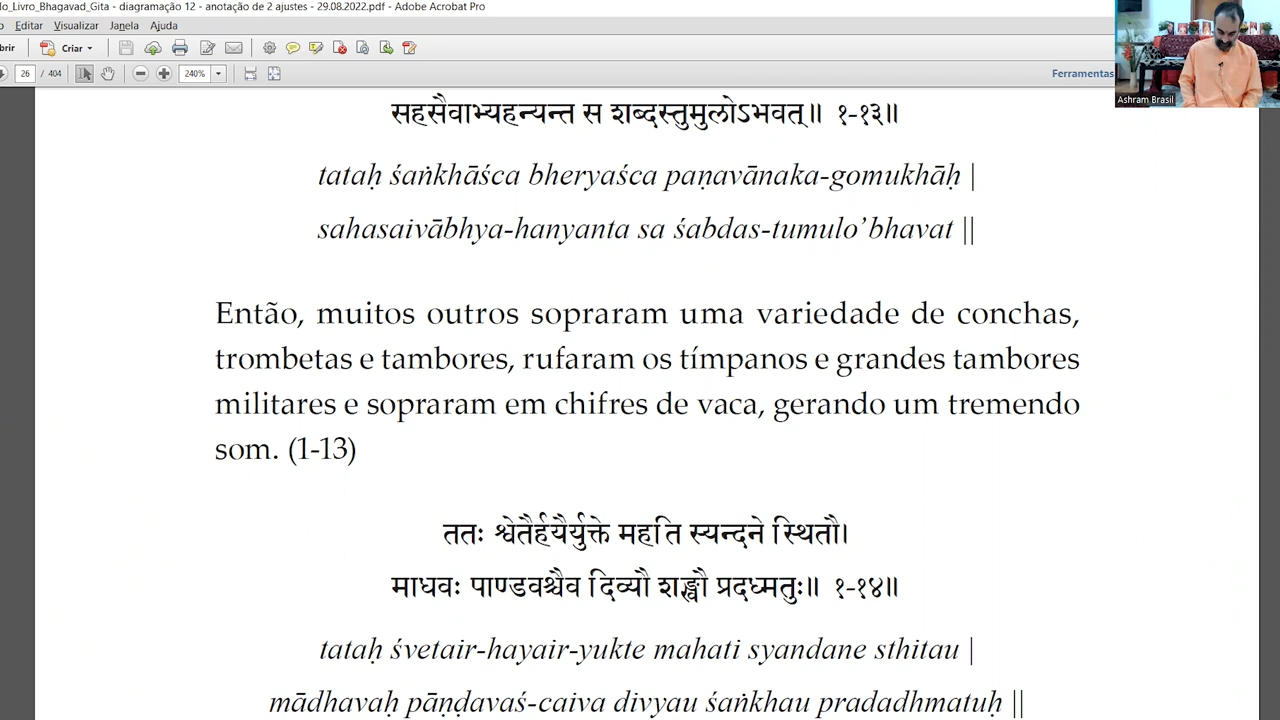 lo_Livro_Bhagavad_Gita - diagramação 12 - anotação de 2 ajustes - 29.08.2022.pdf - Adobe Acrobat Pro
Editar Visualizar Janela Ajuda
brir Criar
26 / 404 240% Ferramentas
Ashram Brasil
सहसैवाभ्यहन्यन्त स शब्दस्तुमुलोऽभवत्॥ १-१३॥
tataḥ śaṅkhāśca bheryaśca paṇavānaka-gomukhāḥ |
sahasaivābhya-hanyanta sa śabdas-tumulo’bhavat ||
Então, muitos outros sopraram uma variedade de conchas,
trombetas e tambores, rufaram os tímpanos e grandes tambores
militares e sopraram em chifres de vaca, gerando um tremendo
som. (1-13)
ततः श्वेतैर्हयैर्युक्ते महति स्यन्दने स्थितौ।
माधवः पाण्डवश्चैव दिव्यौ शङ्खौ प्रदध्मतुः॥ १-१४॥
tataḥ śvetair-hayair-yukte mahati syandane sthitau |
mādhavaḥ pāṇḍavaś-caiva divyau śaṅkhau pradadhmatuḥ ||